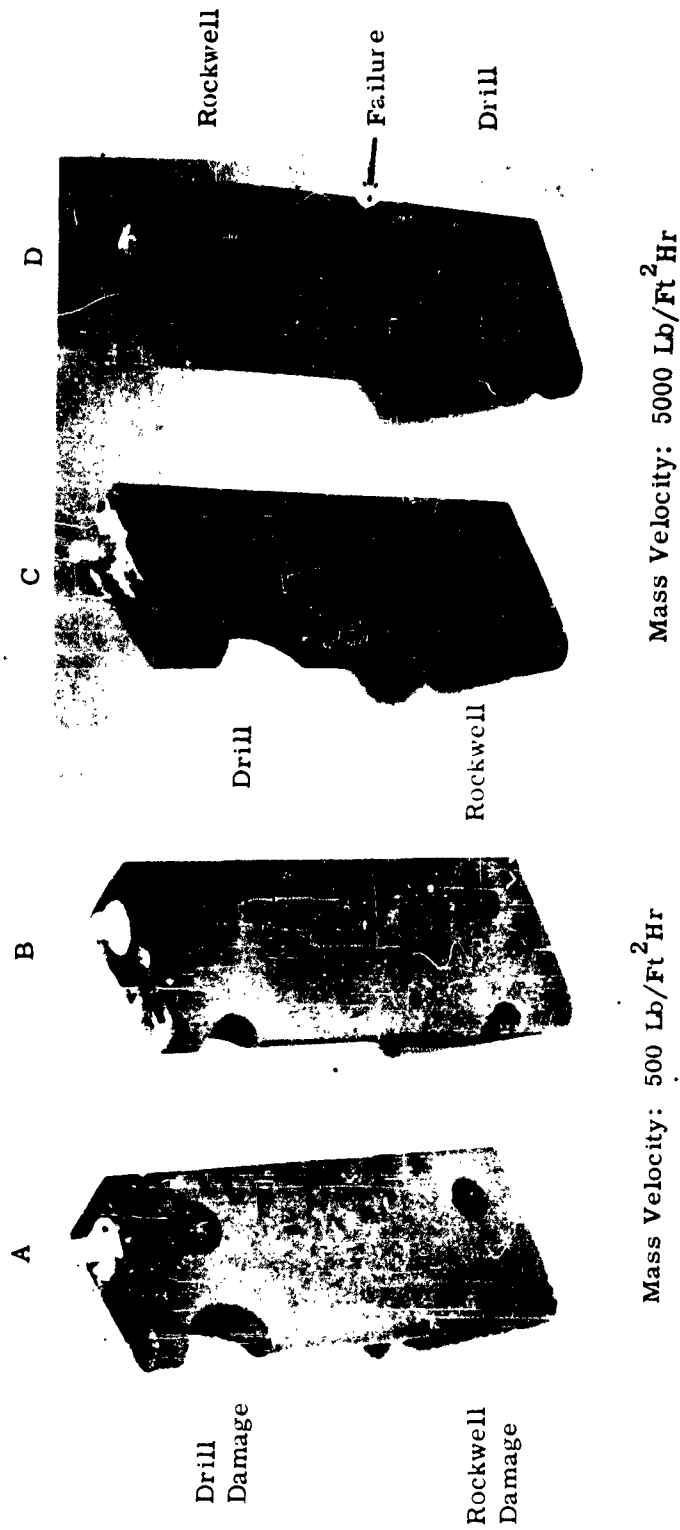 A
B
C
D
Drill
Damage
Rockwell
Damage
Drill
Rockwell
Rockwell
Failure
Drill
Mass Velocity: 500 Lb/Ft²Hr
Mass Velocity: 5000 Lb/Ft²Hr